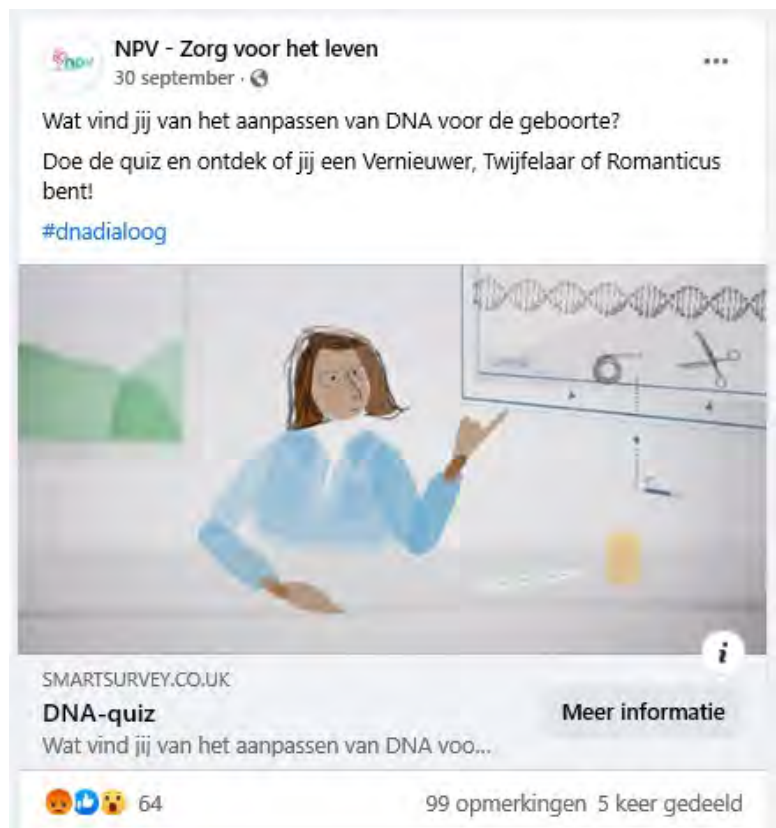 npv
NPV - Zorg voor het leven
30 september ·
Wat vind jij van het aanpassen van DNA voor de geboorte?
Doe de quiz en ontdek of jij een Vernieuwer, Twijfelaar of Romanticus
bent!
#dnadialoog
i
SMARTSURVEY.CO.UK
DNA-quiz
Meer informatie
Wat vind jij van het aanpassen van DNA voo...
64
99 opmerkingen 5 keer gedeeld